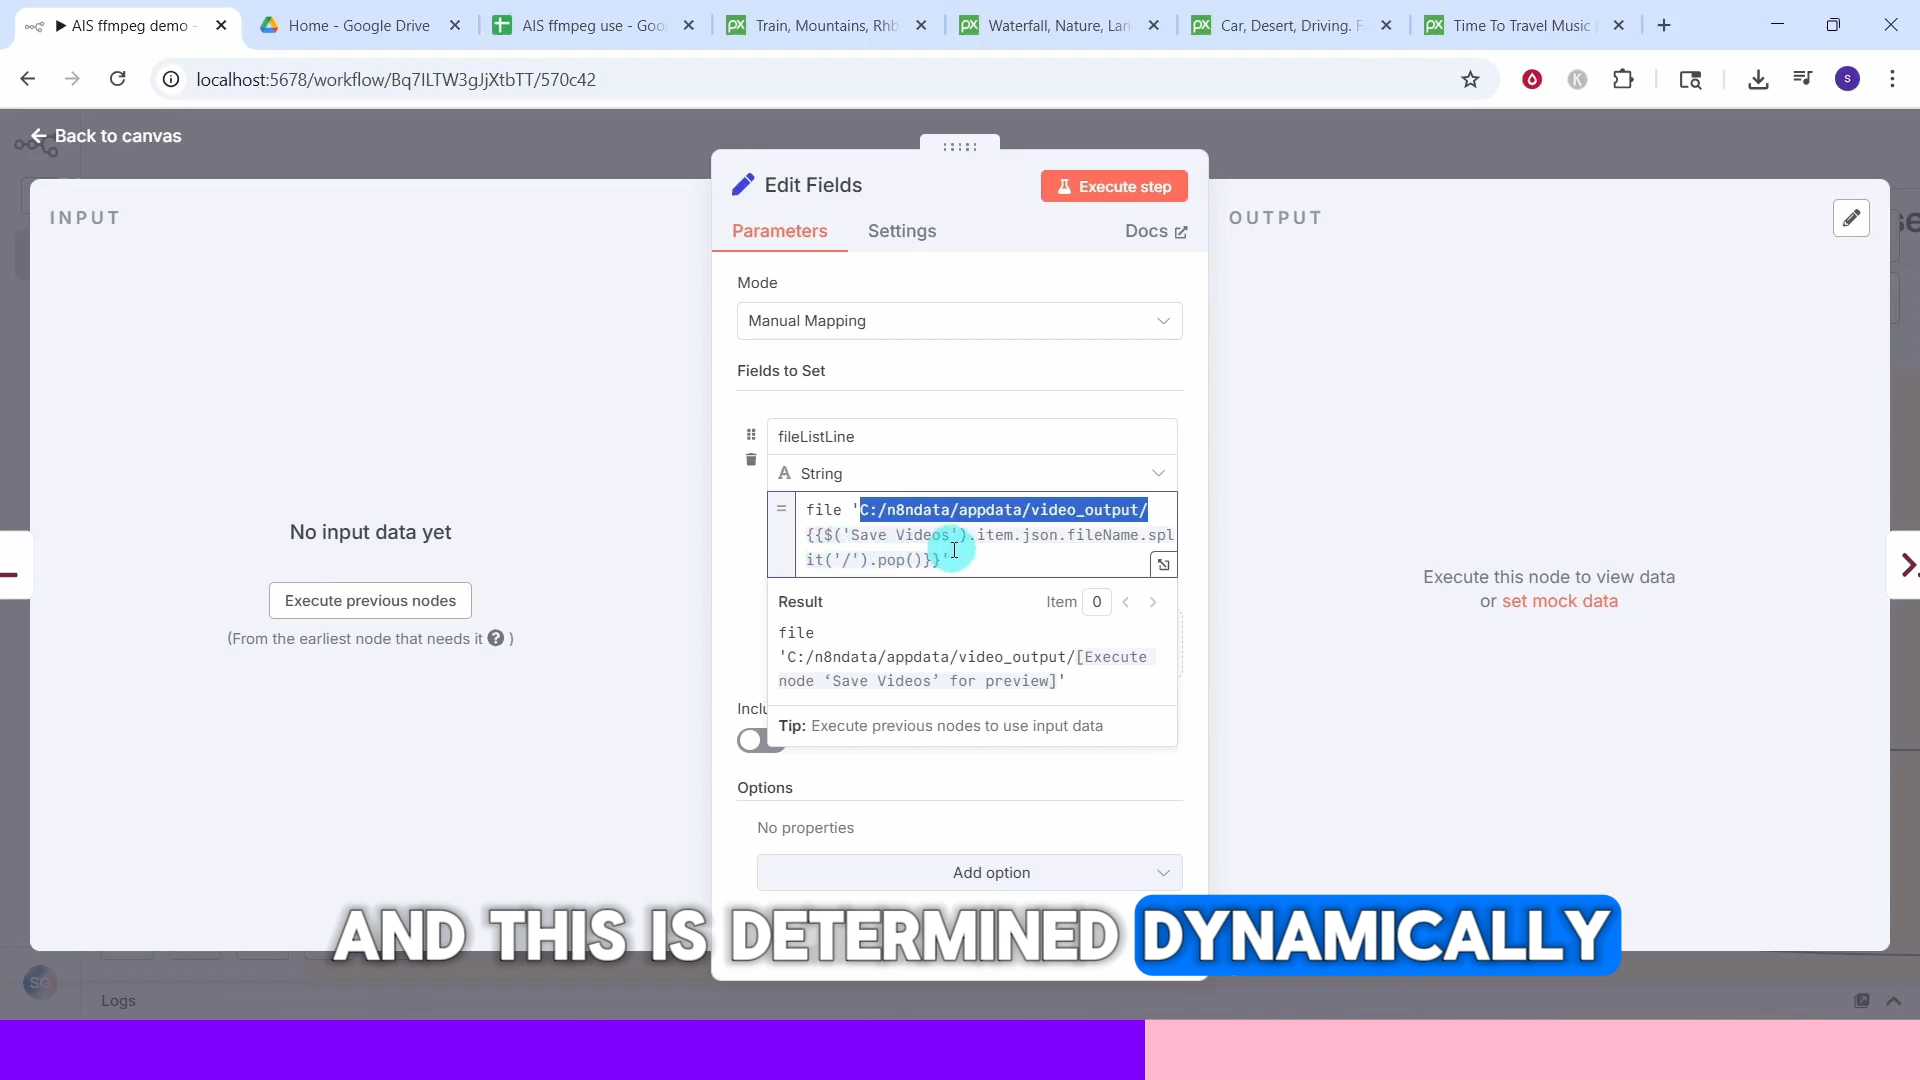 ▶ AIS ffmpeg demo -
Home - Google Drive
AIS ffmpeg use - Goo
Train, Mountains, Rhb
Waterfall, Nature, Lan
Car, Desert, Driving. F
Time To Travel Music
localhost:5678/workflow/Bq7ILTW3gJjXtbTT/570c42
K
S
Back to canvas
INPUT
Edit Fields
Execute step
OUTPUT
Parameters
Settings
Docs
Mode
Manual Mapping
Fields to Set
fileListLine
A String
= file 'C:/n8ndata/appdata/video_output/
{{$('Save Videos').item.json.fileName.spl
it('/').pop()}}'
No input data yet
Execute previous nodes
(From the earliest node that needs it ? )
Execute this node to view data
or set mock data
Result
Item 0
file
'C:/n8ndata/appdata/video_output/[Execute
node ‘Save Videos’ for preview]'
Inclu
Tip: Execute previous nodes to use input data
Options
No properties
Add option
AND THIS IS DETERMINED DYNAMICALLY
SG
Logs